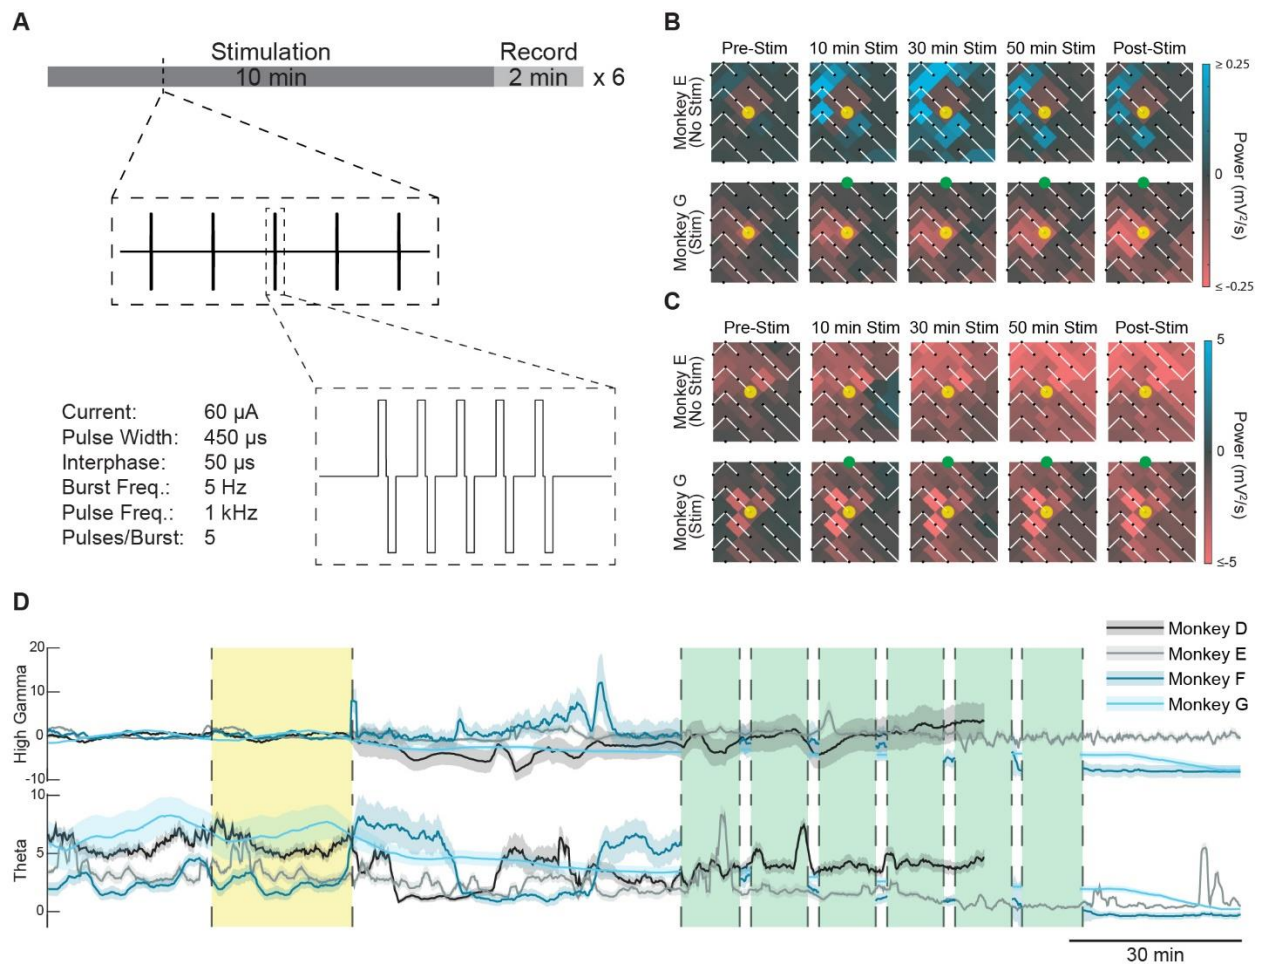 A
Stimulation
Record
10 min
2 min
x 6
Current: 60 µA
Pulse Width: 450 µs
Interphase: 50 µs
Burst Freq.: 5 Hz
Pulse Freq.: 1 kHz
Pulses/Burst: 5
B
Pre-Stim 10 min Stim 30 min Stim 50 min Stim Post-Stim
Monkey E
(No Stim)
Monkey G
(Stim)
≥ 0.25
0
≤ -0.25
Power (mV²/s)
C
Pre-Stim 10 min Stim 30 min Stim 50 min Stim Post-Stim
Monkey E
(No Stim)
Monkey G
(Stim)
5
0
≤-5
Power (mV²/s)
D
Monkey D
Monkey E
Monkey F
Monkey G
High Gamma
20
10
0
-10
Theta
10
5
0
30 min